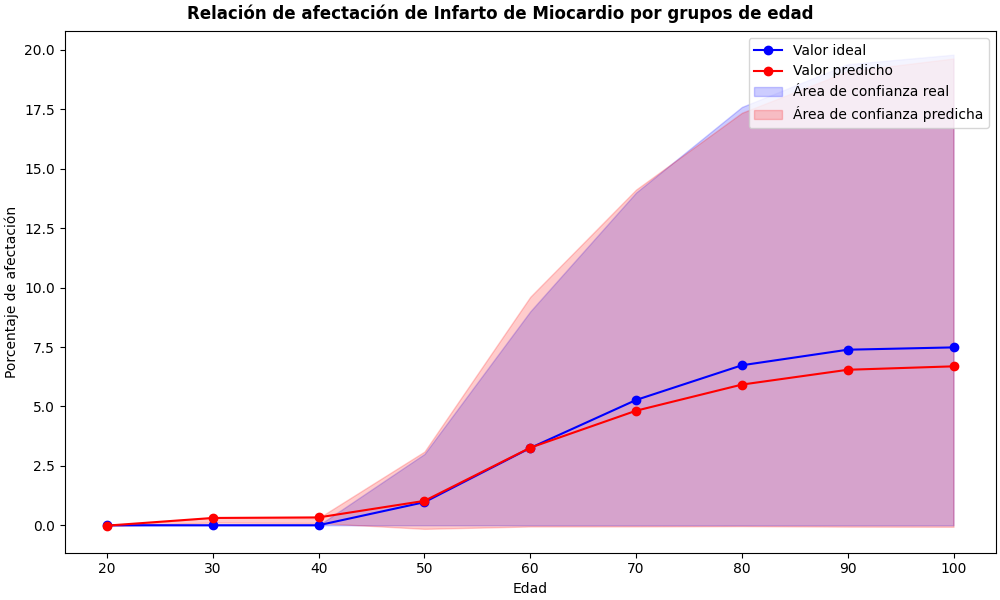 Relación de afectación de Infarto de Miocardio por grupos de edad
Valor ideal
Valor predicho
Área de confianza real
Área de confianza predicha
Porcentaje de afectación
20.0
17.5
15.0
12.5
10.0
7.5
5.0
2.5
0.0
20 30 40 50 60 70 80 90 100
Edad